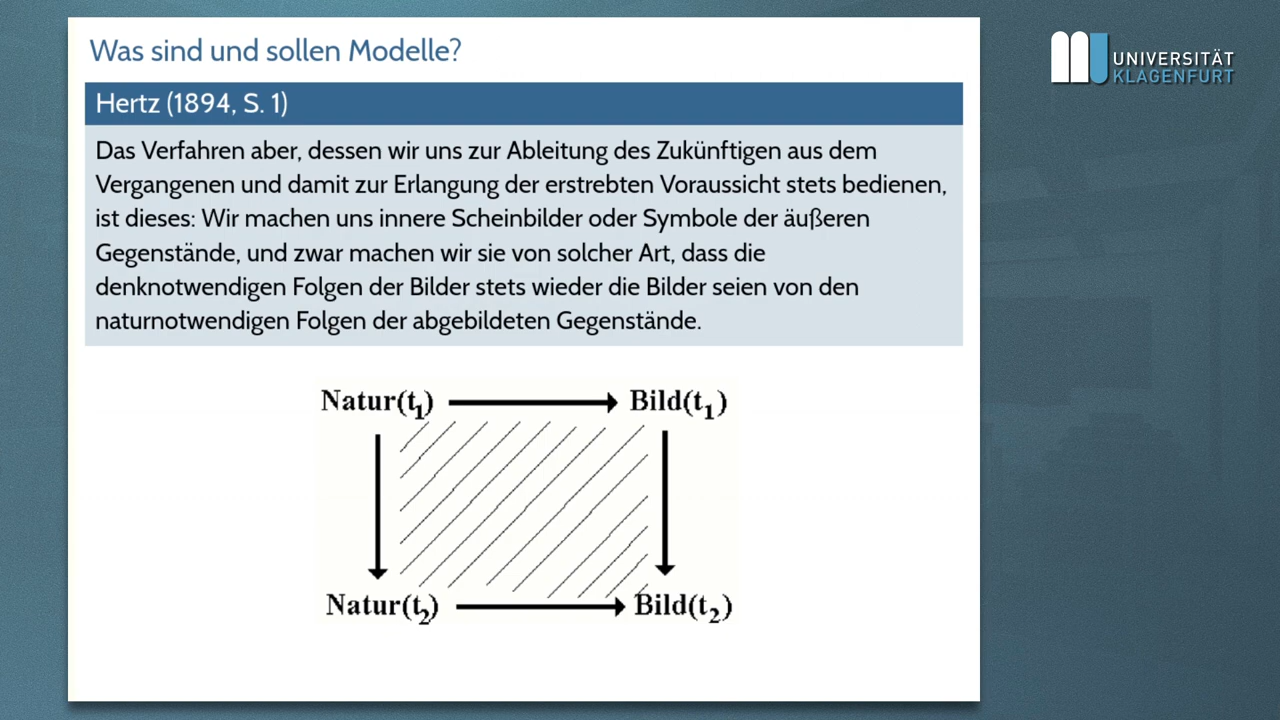 Was sind und sollen Modelle?
UNIVERSITÄT
KLAGENFURT
Hertz (1894, S. 1)
Das Verfahren aber, dessen wir uns zur Ableitung des Zukünftigen aus dem
Vergangenen und damit zur Erlangung der erstrebten Voraussicht stets bedienen,
ist dieses: Wir machen uns innere Scheinbilder oder Symbole der äußeren
Gegenstände, und zwar machen wir sie von solcher Art, dass die
denknotwendigen Folgen der Bilder stets wieder die Bilder seien von den
naturnotwendigen Folgen der abgebildeten Gegenstände.
Natur(t₁) Bild(t₁)
Natur(t₂) Bild(t₂)